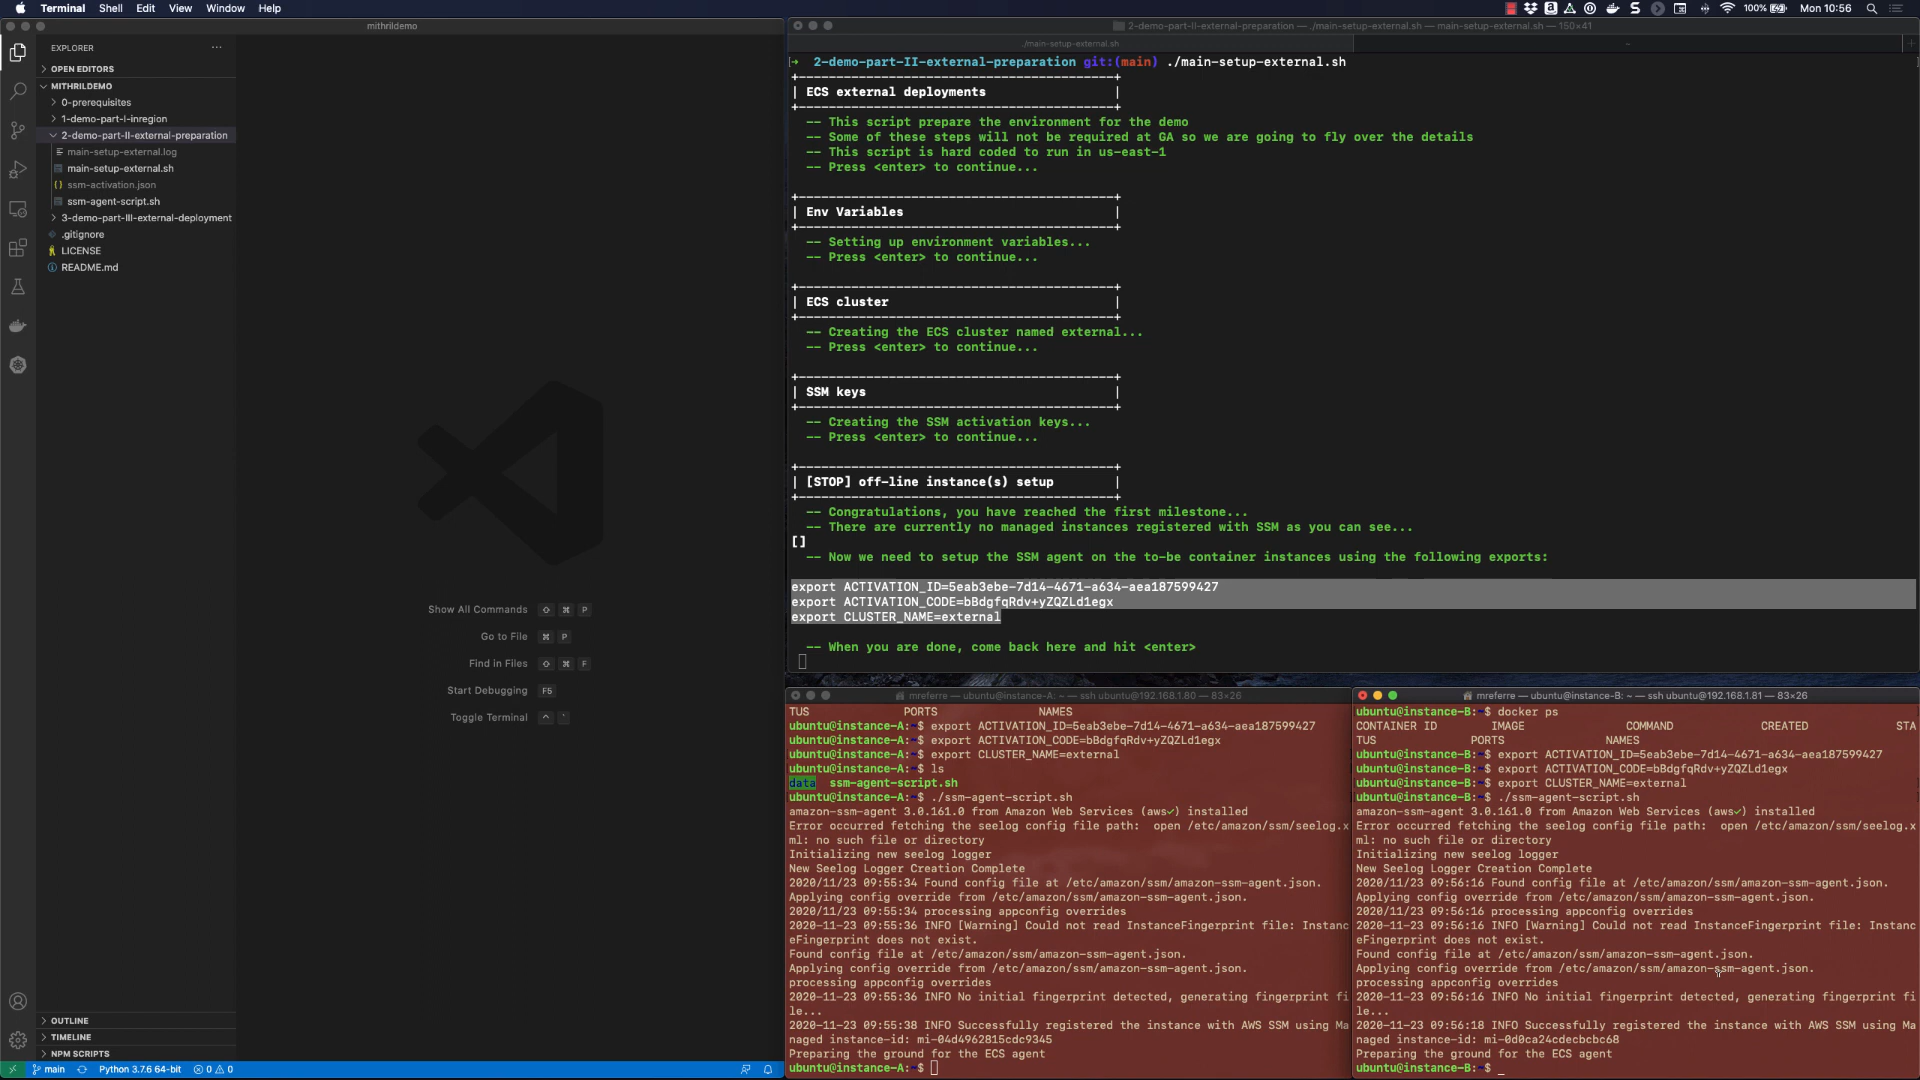 Terminal Shell Edit View Window Help
100% Mon 10:56
mithrildemo
EXPLORER ...
OPEN EDITORS
MITHRILDEMO
0-prerequisites
1-demo-part-I-inregion
2-demo-part-II-external-preparation
main-setup-external.log
main-setup-external.sh
ssm-activation.json
ssm-agent-script.sh
3-demo-part-III-external-deployment
.gitignore
LICENSE
README.md
Show All Commands ⇧ ⌘ P
Go to File ⌘ P
Find in Files ⇧ ⌘ F
Start Debugging F5
Toggle Terminal ^ `
OUTLINE
TIMELINE
NPM SCRIPTS
main Python 3.7.6 64-bit 0 0
2-demo-part-II-external-preparation — ./main-setup-external.sh — main-setup-external.sh — 150×41
./main-setup-external.sh
→ 2-demo-part-II-external-preparation git:(main) ./main-setup-external.sh
+-------------------------------------------+
| ECS external deployments |
+-------------------------------------------+
-- This script prepare the environment for the demo
-- Some of these steps will not be required at GA so we are going to fly over the details
-- This script is hard coded to run in us-east-1
-- Press <enter> to continue...
+-------------------------------------------+
| Env Variables |
+-------------------------------------------+
-- Setting up environment variables...
-- Press <enter> to continue...
+-------------------------------------------+
| ECS cluster |
+-------------------------------------------+
-- Creating the ECS cluster named external...
-- Press <enter> to continue...
+-------------------------------------------+
| SSM keys |
+-------------------------------------------+
-- Creating the SSM activation keys...
-- Press <enter> to continue...
+-------------------------------------------+
| [STOP] off-line instance(s) setup |
+-------------------------------------------+
-- Congratulations, you have reached the first milestone...
-- There are currently no managed instances registered with SSM as you can see...
[]
-- Now we need to setup the SSM agent on the to-be container instances using the following exports:
export ACTIVATION_ID=5eab3ebe-7d14-4671-a634-aea187599427
export ACTIVATION_CODE=bBdgfqRdv+yZQZLd1egx
export CLUSTER_NAME=external
-- When you are done, come back here and hit <enter>
mreferre — ubuntu@instance-A: ~ — ssh ubuntu@192.168.1.80 — 83×26
TUS PORTS NAMES
ubuntu@instance-A:~$ export ACTIVATION_ID=5eab3ebe-7d14-4671-a634-aea187599427
ubuntu@instance-A:~$ export ACTIVATION_CODE=bBdgfqRdv+yZQZLd1egx
ubuntu@instance-A:~$ export CLUSTER_NAME=external
ubuntu@instance-A:~$ ls
data ssm-agent-script.sh
ubuntu@instance-A:~$ ./ssm-agent-script.sh
amazon-ssm-agent 3.0.161.0 from Amazon Web Services (aws✓) installed
Error occurred fetching the seelog config file path: open /etc/amazon/ssm/seelog.x
ml: no such file or directory
Initializing new seelog logger
New Seelog Logger Creation Complete
2020/11/23 09:55:34 Found config file at /etc/amazon/ssm/amazon-ssm-agent.json.
Applying config override from /etc/amazon/ssm/amazon-ssm-agent.json.
2020/11/23 09:55:34 processing appconfig overrides
2020-11-23 09:55:36 INFO [Warning] Could not read InstanceFingerprint file: Instanc
eFingerprint does not exist.
Found config file at /etc/amazon/ssm/amazon-ssm-agent.json.
Applying config override from /etc/amazon/ssm/amazon-ssm-agent.json.
processing appconfig overrides
2020-11-23 09:55:36 INFO No initial fingerprint detected, generating fingerprint fi
le...
2020-11-23 09:55:38 INFO Successfully registered the instance with AWS SSM using Ma
naged instance-id: mi-04d4962815cdc9345
Preparing the ground for the ECS agent
ubuntu@instance-A:~$
mreferre — ubuntu@instance-B: ~ — ssh ubuntu@192.168.1.81 — 83×26
ubuntu@instance-B:~$ docker ps
CONTAINER ID IMAGE COMMAND CREATED STA
TUS PORTS NAMES
ubuntu@instance-B:~$ export ACTIVATION_ID=5eab3ebe-7d14-4671-a634-aea187599427
ubuntu@instance-B:~$ export ACTIVATION_CODE=bBdgfqRdv+yZQZLd1egx
ubuntu@instance-B:~$ export CLUSTER_NAME=external
ubuntu@instance-B:~$ ./ssm-agent-script.sh
amazon-ssm-agent 3.0.161.0 from Amazon Web Services (aws✓) installed
Error occurred fetching the seelog config file path: open /etc/amazon/ssm/seelog.x
ml: no such file or directory
Initializing new seelog logger
New Seelog Logger Creation Complete
2020/11/23 09:56:16 Found config file at /etc/amazon/ssm/amazon-ssm-agent.json.
Applying config override from /etc/amazon/ssm/amazon-ssm-agent.json.
2020/11/23 09:56:16 processing appconfig overrides
2020-11-23 09:56:16 INFO [Warning] Could not read InstanceFingerprint file: Instanc
eFingerprint does not exist.
Found config file at /etc/amazon/ssm/amazon-ssm-agent.json.
Applying config override from /etc/amazon/ssm/amazon-ssm-agent.json.
processing appconfig overrides
2020-11-23 09:56:16 INFO No initial fingerprint detected, generating fingerprint fi
le...
2020-11-23 09:56:18 INFO Successfully registered the instance with AWS SSM using Ma
naged instance-id: mi-0d0ca24cdecbcbc68
Preparing the ground for the ECS agent
ubuntu@instance-B:~$ _